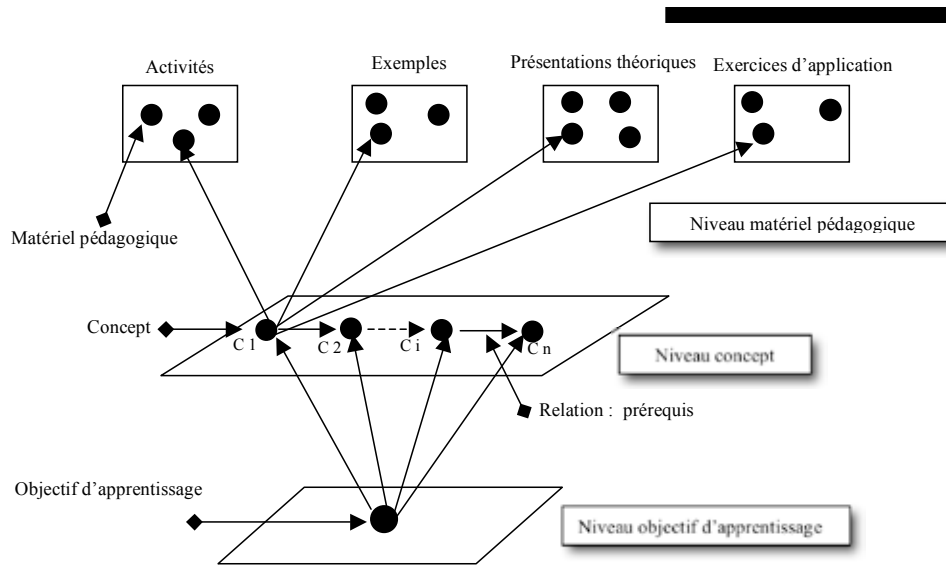 Activités
Exemples
Présentations théoriques
Exercices d'application
Matériel pédagogique
Niveau matériel pédagogique
Concept
C 1
C 2
C i
C n
Niveau concept
Relation : prérequis
Objectif d'apprentissage
Niveau objectif d'apprentissage